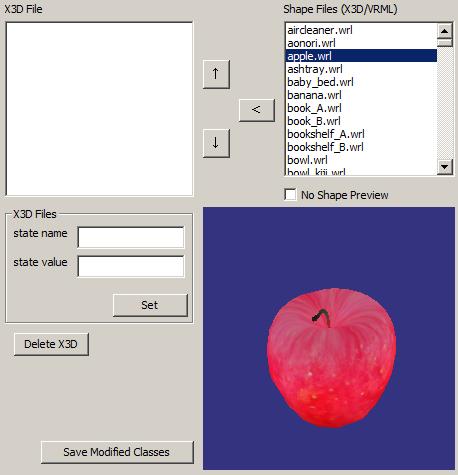 X3D File
Shape Files (X3D/VRML)
aircleaner.wrl
aonori.wrl
apple.wrl
ashtray.wrl
baby_bed.wrl
banana.wrl
book_A.wrl
book_B.wrl
bookshelf_A.wrl
bookshelf_B.wrl
bowl.wrl
bowl_kiji.wrl
↑
<
↓
No Shape Preview
X3D Files
state name
state value
Set
Delete X3D
Save Modified Classes